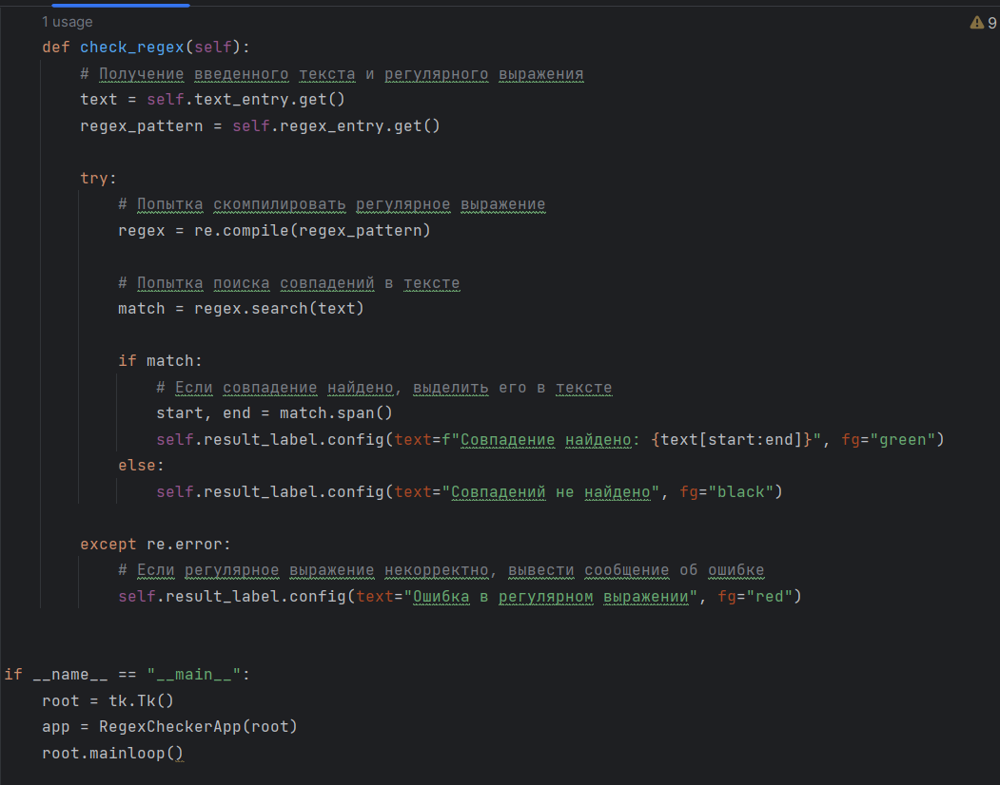 1 usage
9
def check_regex(self):
# Получение введенного текста и регулярного выражения
text = self.text_entry.get()
regex_pattern = self.regex_entry.get()
try:
# Попытка скомпилировать регулярное выражение
regex = re.compile(regex_pattern)
# Попытка поиска совпадений в тексте
match = regex.search(text)
if match:
# Если совпадение найдено, выделить его в тексте
start, end = match.span()
self.result_label.config(text=f"Совпадение найдено: {text[start:end]}", fg="green")
else:
self.result_label.config(text="Совпадений не найдено", fg="black")
except re.error:
# Если регулярное выражение некорректно, вывести сообщение об ошибке
self.result_label.config(text="Ошибка в регулярном выражении", fg="red")
if __name__ == "__main__":
root = tk.Tk()
app = RegexCheckerApp(root)
root.mainloop()